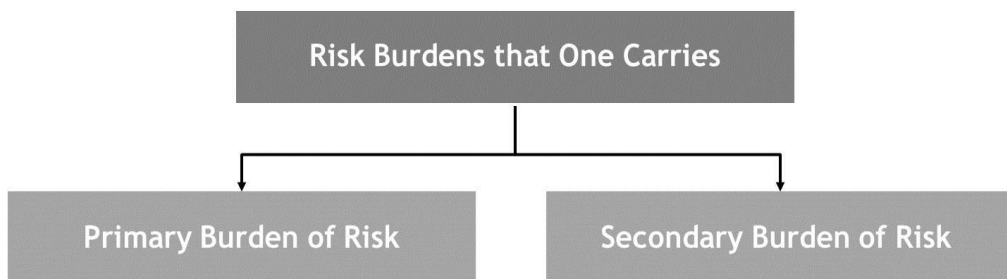 Risk Burdens that One Carries
Primary Burden of Risk
Secondary Burden of Risk